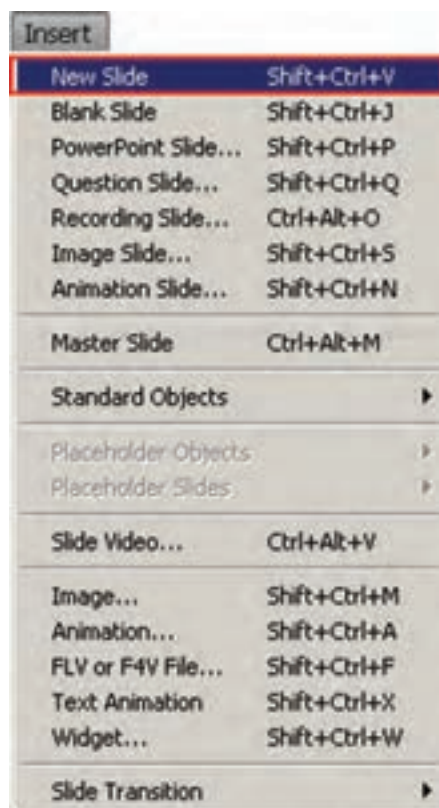 Insert
New Slide Shift+Ctrl+V
Blank Slide Shift+Ctrl+J
PowerPoint Slide... Shift+Ctrl+P
Question Slide... Shift+Ctrl+Q
Recording Slide... Ctrl+Alt+O
Image Slide... Shift+Ctrl+S
Animation Slide... Shift+Ctrl+N
Master Slide Ctrl+Alt+M
Standard Objects
Placeholder Objects
Placeholder Slides
Slide Video... Ctrl+Alt+V
Image... Shift+Ctrl+M
Animation... Shift+Ctrl+A
FLV or F4V File... Shift+Ctrl+F
Text Animation Shift+Ctrl+X
Widget... Shift+Ctrl+W
Slide Transition